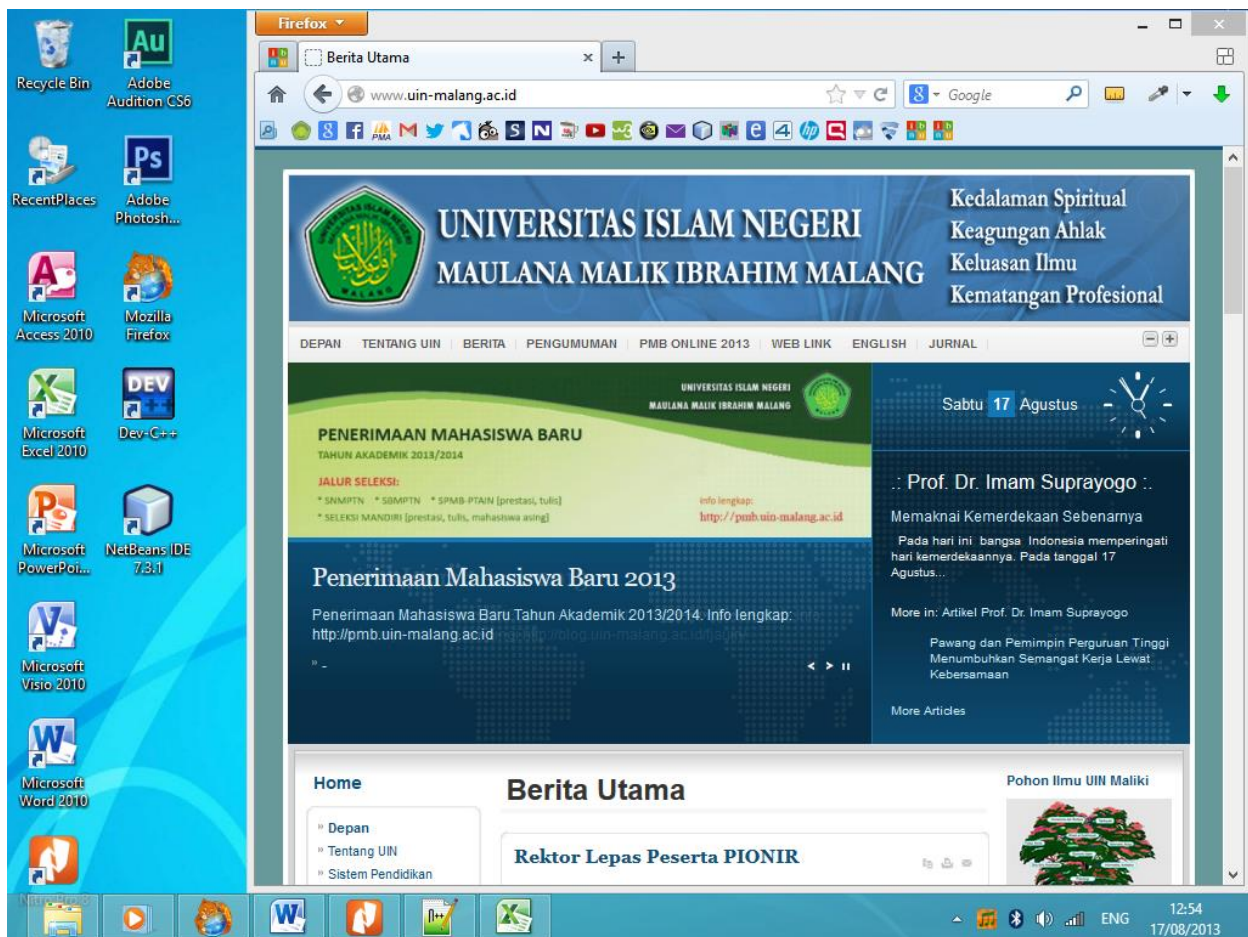 Recycle Bin
Adobe
Audition CS6
RecentPlaces
Adobe
Photosh...
Microsoft
Access 2010
Mozilla
Firefox
Microsoft
Excel 2010
Dev-C++
Microsoft
PowerPoi...
NetBeans IDE
7.3.1
Microsoft
Visio 2010
Microsoft
Word 2010
Nitro Pro 8
Firefox
Berita Utama
www.uin-malang.ac.id
Google
UNIVERSITAS ISLAM NEGERI
MAULANA MALIK IBRAHIM MALANG
Kedalaman Spiritual
Keagungan Ahlak
Keluasan Ilmu
Kematangan Profesional
DEPAN TENTANG UIN BERITA PENGUMUMAN PMB ONLINE 2013 WEB LINK ENGLISH JURNAL
UNIVERSITAS ISLAM NEGERI
MAULANA MALIK IBRAHIM MALANG
PENERIMAAN MAHASISWA BARU
TAHUN AKADEMIK 2013/2014
JALUR SELEKSI:
* SNMPTN * SBMPTN * SPMB-PTAIN [prestasi, tulis]
* SELEKSI MANDIRI [prestasi, tulis, mahasiswa asing]
info lengkap:
http://pmb.uin-malang.ac.id
Penerimaan Mahasiswa Baru 2013
Penerimaan Mahasiswa Baru Tahun Akademik 2013/2014. Info lengkap:
http://pmb.uin-malang.ac.id
» -
Sabtu 17 Agustus
.: Prof. Dr. Imam Suprayogo :.
Memaknai Kemerdekaan Sebenarnya
Pada hari ini bangsa Indonesia memperingati
hari kemerdekaannya. Pada tanggal 17
Agustus...
More in: Artikel Prof. Dr. Imam Suprayogo
Pawang dan Pemimpin Perguruan Tinggi
Menumbuhkan Semangat Kerja Lewat
Kebersamaan
More Articles
Home
» Depan
» Tentang UIN
» Sistem Pendidikan
Berita Utama
Rektor Lepas Peserta PIONIR
Pohon Ilmu UIN Maliki
ENG
12:54
17/08/2013